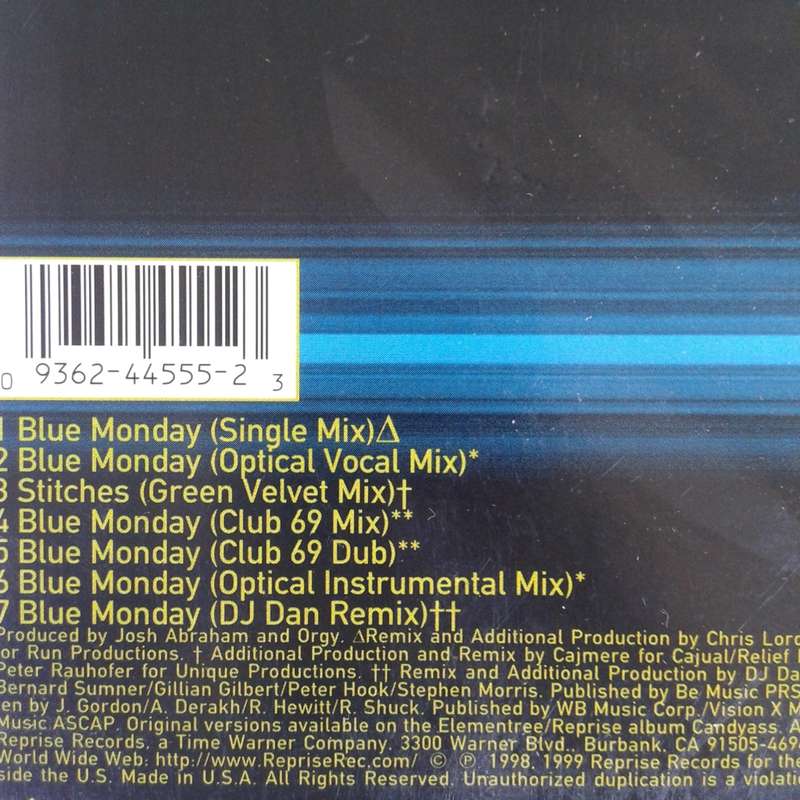 0 9362-44555-2 3
1 Blue Monday (Single Mix)Δ
2 Blue Monday (Optical Vocal Mix)*
3 Stitches (Green Velvet Mix)†
4 Blue Monday (Club 69 Mix)**
5 Blue Monday (Club 69 Dub)**
6 Blue Monday (Optical Instrumental Mix)*
7 Blue Monday (DJ Dan Remix)††
Produced by Josh Abraham and Orgy. ΔRemix and Additional Production by Chris Lord
for Run Productions. † Additional Production and Remix by Cajmere for Cajual/Relief
Peter Rauhofer for Unique Productions. †† Remix and Additional Production by DJ Da
Bernard Sumner/Gillian Gilbert/Peter Hook/Stephen Morris. Published by Be Music PRS
en by J. Gordon/A. Derakh/R. Hewitt/R. Shuck. Published by WB Music Corp./Vision X M
Music ASCAP. Original versions available on the Elementree/Reprise album Candyass. A
Reprise Records, a Time Warner Company. 3300 Warner Blvd., Burbank, CA 91505-469
World Wide Web: http://www.RepriseRec.com/ © ℗ 1998, 1999 Reprise Records for the
side the U.S. Made in U.S.A. All Rights Reserved. Unauthorized duplication is a violati